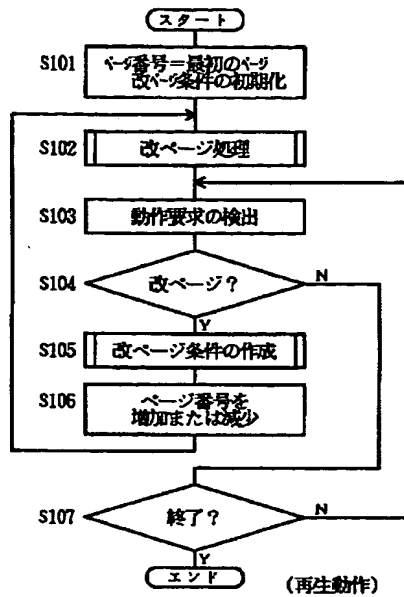 スタート
S101
ページ番号=最初のページ
改ページ条件の初期化
S102
改ページ処理
S103
動作要求の検出
S104
改ページ?
N
Y
S105
改ページ条件の作成
S106
ページ番号を
増加または減少
S107
終了?
N
Y
エンド
(再生動作)